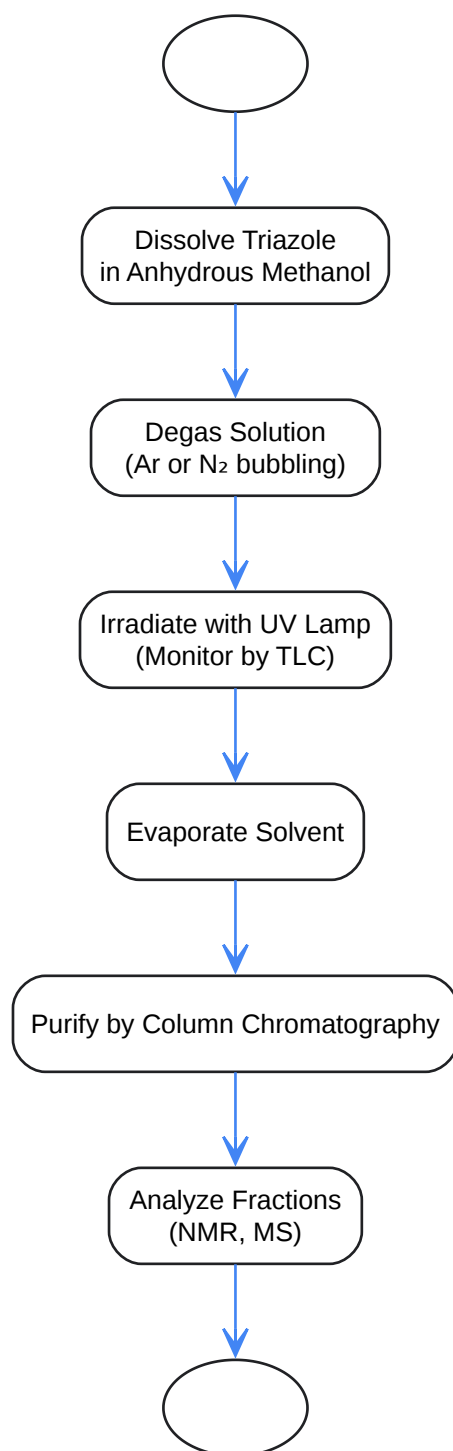 Dissolve Triazole
in Anhydrous Methanol
Degas Solution
(Ar or N₂ bubbling)
Irradiate with UV Lamp
(Monitor by TLC)
Evaporate Solvent
Purify by Column Chromatography
Analyze Fractions
(NMR, MS)